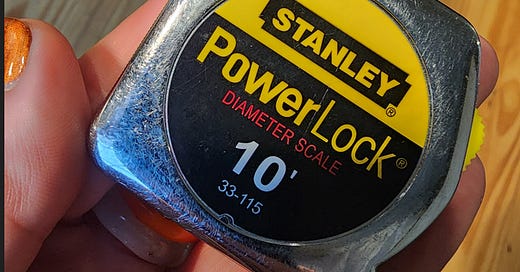 STANLEY®
PowerLock®
DIAMETER SCALE
10'
33-115